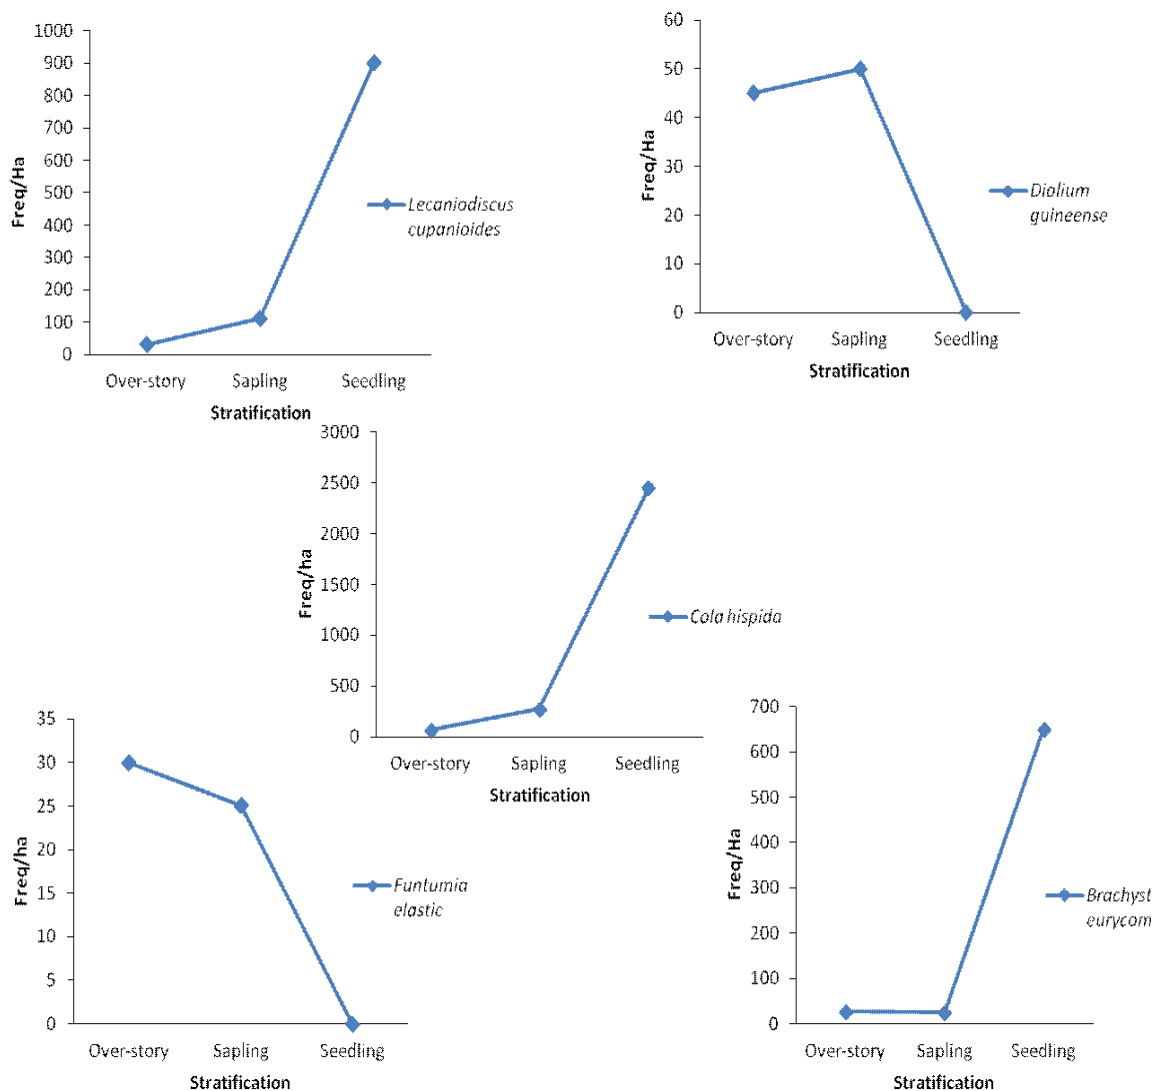 1000
900
800
700
600
500
400
300
200
100
0
Freq/Ha
Over-story Sapling Seedling
Stratification
Lecaniodiscus
cupanioides
60
50
40
30
20
10
0
Freq/Ha
Over-story Sapling Seedling
Stratification
Dialium
guineense
3000
2500
2000
1500
1000
500
0
Freq/ha
Over-story Sapling Seedling
Stratification
Cola hispida
35
30
25
20
15
10
5
0
Freq/ha
Over-story Sapling Seedling
Stratification
Funtumia
elastic
700
600
500
400
300
200
100
0
Freq/Ha
Over-story Sapling Seedling
Stratification
Brachyst
eurycom